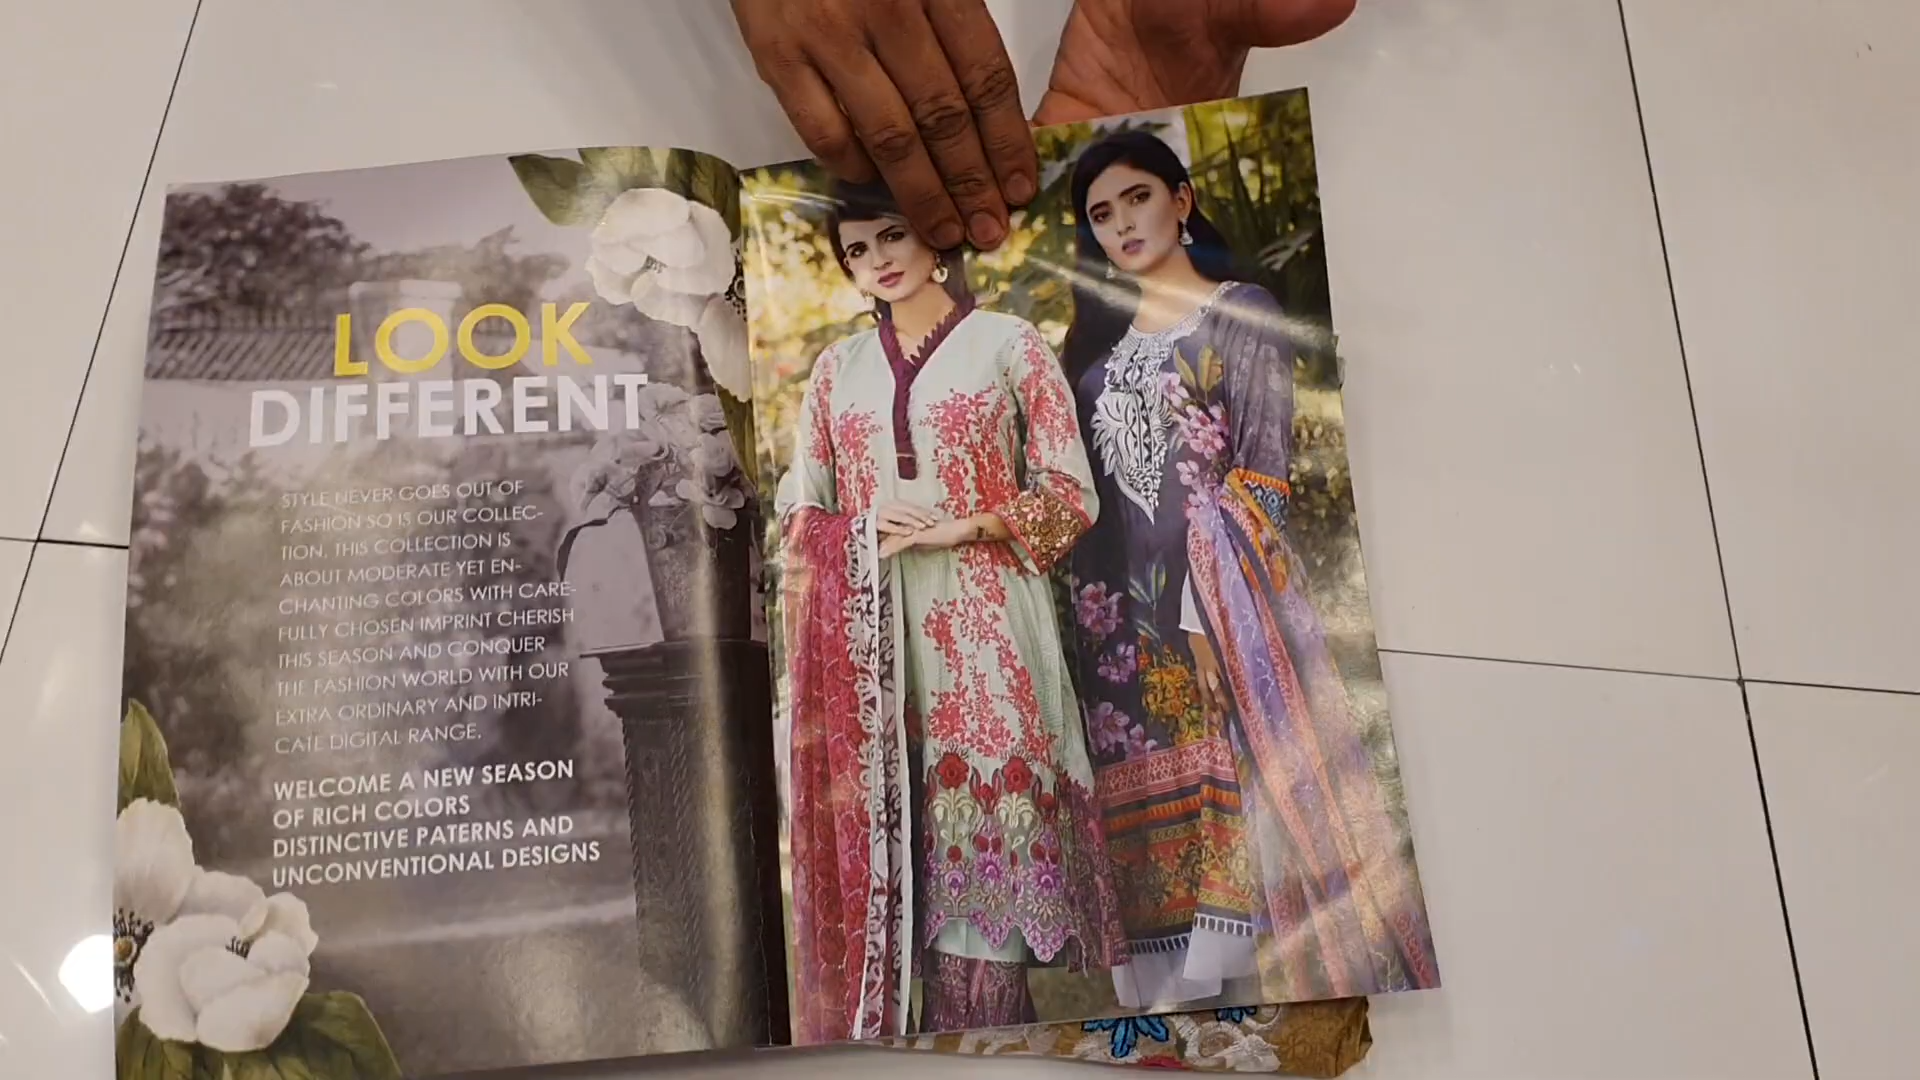 LOOK
DIFFERENT
STYLE NEVER GOES OUT OF
FASHION SO IS OUR COLLEC-
TION. THIS COLLECTION IS
ABOUT MODERATE YET EN-
CHANTING COLORS WITH CARE-
FULLY CHOSEN IMPRINT CHERISH
THIS SEASON AND CONQUER
THE FASHION WORLD WITH OUR
EXTRA ORDINARY AND INTRI-
CATE DIGITAL RANGE.
WELCOME A NEW SEASON
OF RICH COLORS
DISTINCTIVE PATERNS AND
UNCONVENTIONAL DESIGNS